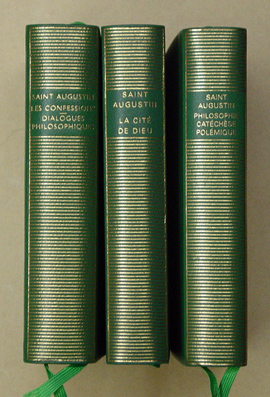 SAINT AUGUSTIN
LES CONFESSIONS
DIALOGUES
PHILOSOPHIQUES
SAINT
AUGUSTIN
LA CITÉ
DE DIEU
SAINT
AUGUSTIN
PHILOSOPHIE
CATÉCHÈSE
POLÉMIQUE